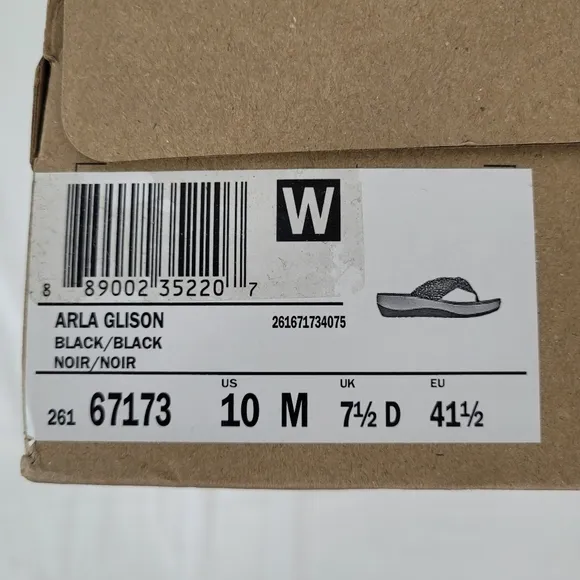 W
8 89002 35220 7
ARLA GLISON
261671734075
BLACK/BLACK
NOIR/NOIR
US UK EU
261 67173 10 M 7½ D 41½